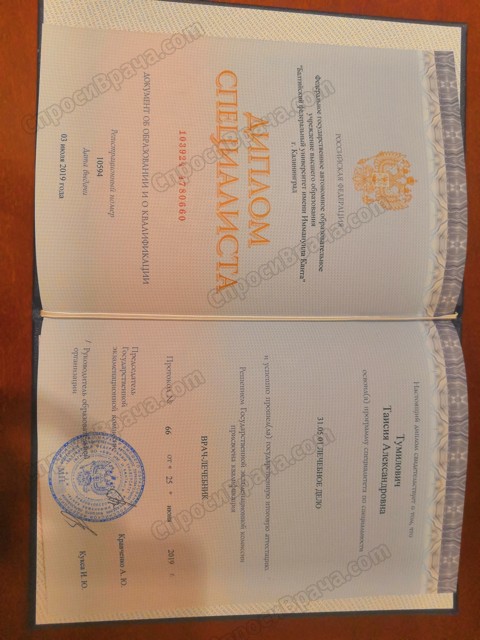 РОССИЙСКАЯ ФЕДЕРАЦИЯ
Федеральное государственное автономное образовательное
учреждение высшего образования
"Балтийский федеральный университет имени Иммануила Канта"
г. Калининград
ДИПЛОМ
СПЕЦИАЛИСТА
780660
ДОКУМЕНТ ОБ ОБРАЗОВАНИИ И О КВАЛИФИКАЦИИ
Регистрационный номер
10594
Дата выдачи
03 июля 2019 года
Настоящий диплом свидетельствует о том, что
Тумилович
Таисия Александровна
освоил(а) программу специалитета по специальности
31.05.01 ЛЕЧЕБНОЕ ДЕЛО
и успешно прошел(ла) государственную итоговую аттестацию.
Решением Государственной экзаменационной комиссии
присвоена квалификация
ВРАЧ-ЛЕЧЕБНИК
Протокол № 66 от « 25 » июня 2019 г.
Председатель
Государственной
экзаменационной
Кравченко А. Ю.
Руководитель
организации
Кукса И. Ю.
М.П.
СпросиВрача.com